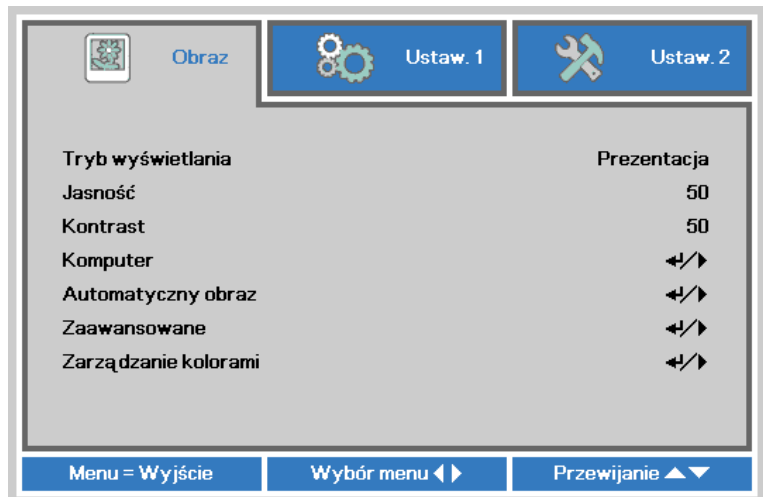 Obraz Ustaw. 1 Ustaw. 2
Tryb wyświetlania Prezentacja
Jasność 50
Kontrast 50
Komputer
Automatyczny obraz
Zaawansowane
Zarządzanie kolorami
Menu = Wyjście Wybór menu Przewijanie